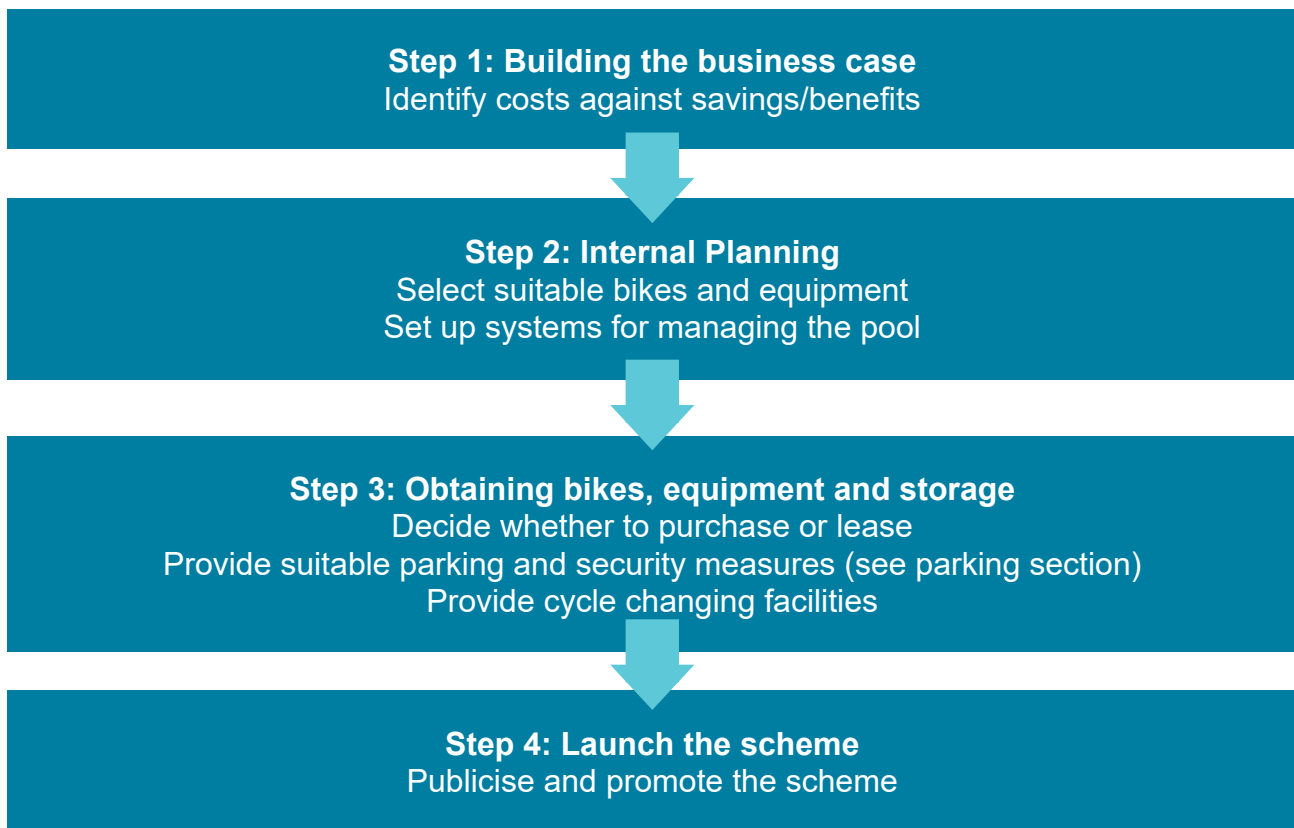 Step 1: Building the business case
Identify costs against savings/benefits
Step 2: Internal Planning
Select suitable bikes and equipment
Set up systems for managing the pool
Step 3: Obtaining bikes, equipment and storage
Decide whether to purchase or lease
Provide suitable parking and security measures (see parking section)
Provide cycle changing facilities
Step 4: Launch the scheme
Publicise and promote the scheme